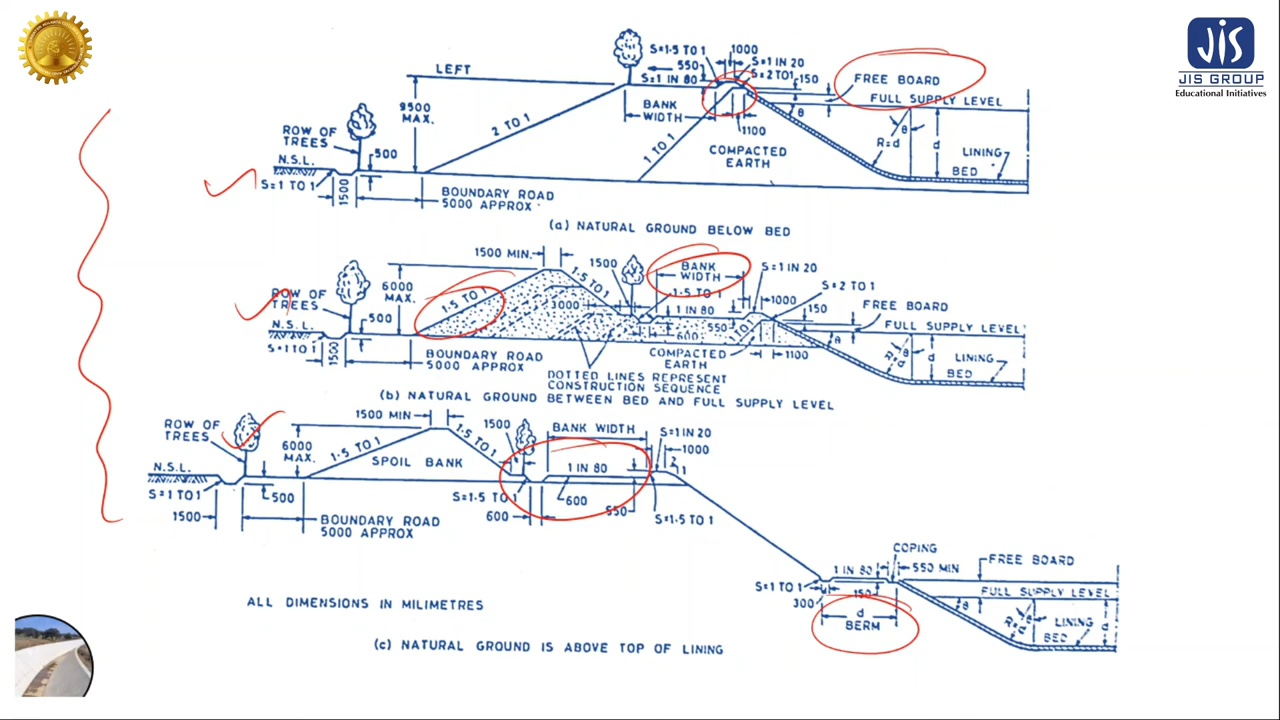 JIS
JIS GROUP
Educational Initiatives
LEFT
9500
MAX.
ROW OF
TREES
N.S.L.
S=1 TO 1
500
1500
2 TO 1
BOUNDARY ROAD
5000 APPROX
S=1·5 TO 1
550
S=1 IN 80
1000
S=1 IN 20
S=2 TO 1
150
BANK
WIDTH
1100
1 TO 1
COMPACTED
EARTH
FREE BOARD
FULL SUPPLY LEVEL
θ
R=d
θ
d
LINING
BED
(a) NATURAL GROUND BELOW BED
1500 MIN.
6000
MAX.
ROW OF
TREES
N.S.L.
S=1 TO 1
500
1500
1·5 TO 1
1·5 TO 1
3000
1500
BANK
WIDTH
1·5 TO 1
1 IN 80
550
600
S=1 IN 20
1000
S=2 TO 1
150
1100
COMPACTED
EARTH
BOUNDARY ROAD
5000 APPROX
DOTTED LINES REPRESENT
CONSTRUCTION SEQUENCE
FREE BOARD
FULL SUPPLY LEVEL
θ
R=d
θ
d
LINING
BED
(b) NATURAL GROUND BETWEEN BED AND FULL SUPPLY LEVEL
1500 MIN
6000
MAX.
ROW OF
TREES
N.S.L.
S=1 TO 1
500
1500
1·5 TO 1
1·5 TO 1
SPOIL BANK
1500
BANK WIDTH
1 IN 80
600
550
S=1·5 TO 1
600
S=1 IN 20
1000
S=1·5 TO 1
BOUNDARY ROAD
5000 APPROX
COPING
1 IN 80
550 MIN
S=1 TO 1
300
150
d
BERM
FREE BOARD
FULL SUPPLY LEVEL
θ
R=d
θ
d
LINING
BED
ALL DIMENSIONS IN MILIMETRES
(c) NATURAL GROUND IS ABOVE TOP OF LINING